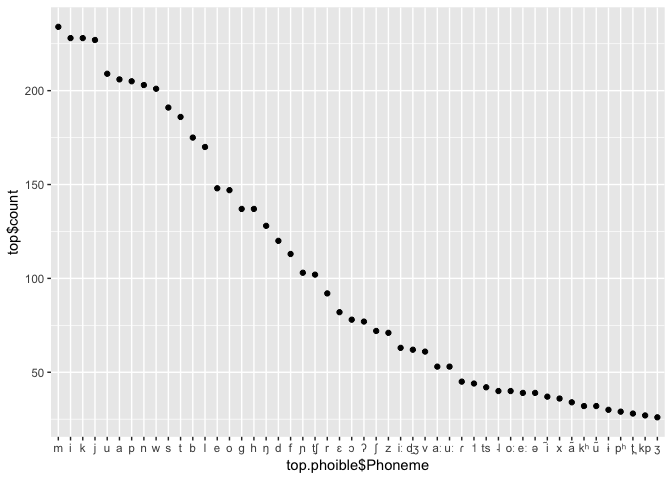 200
150
100
50
top$count
m i k j u a p n w s t b l e o g h ŋ d f ɲ tʃ r ɛ ɔ ʔ ʃ z iː dʒ v aː uː ɾ ts oː eː ə ĩ x ã kʰ ũ ɨ pʰ kp ʒ
top.phoible$Phoneme